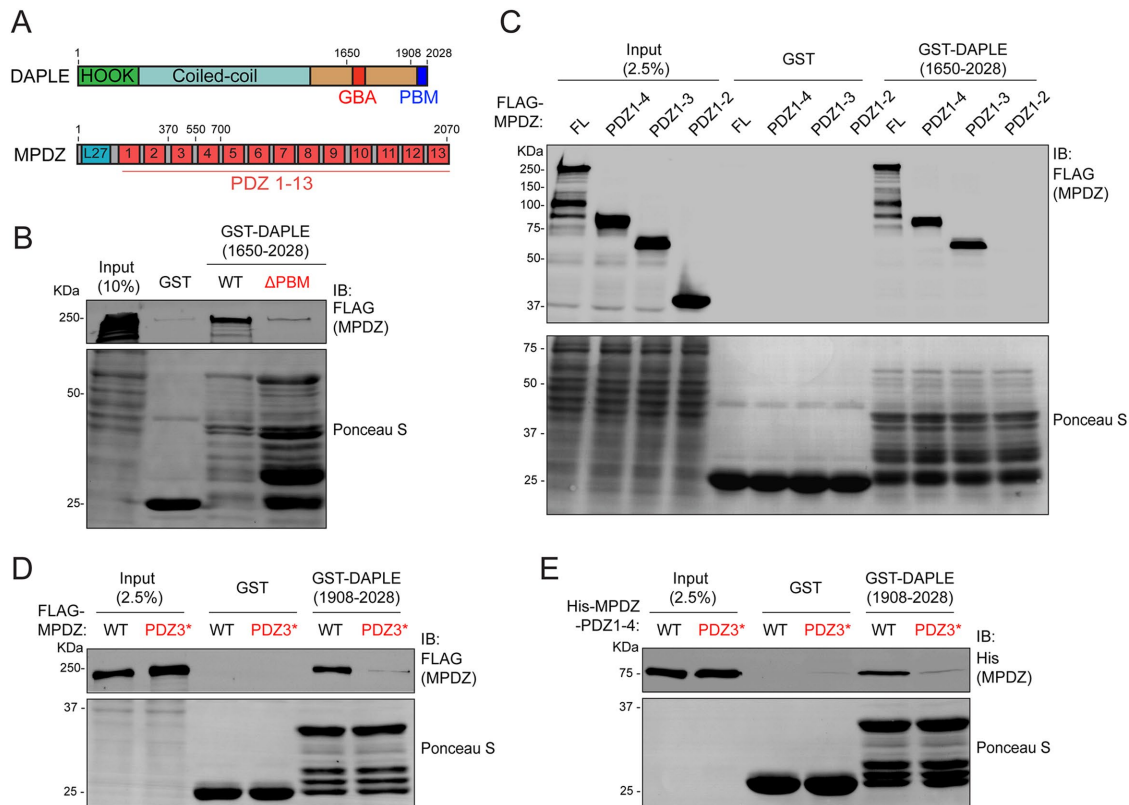 A
1 1650 1908 2028
DAPLE HOOK Coiled-coil
GBA PBM
370 550 700 2070
1
MPDZ L27 1 2 3 4 5 6 7 8 9 10 11 12 13
PDZ 1-13
B
GST-DAPLE
(1650-2028)
Input
(10%) GST WT ΔPBM
KDa
250-
IB:
FLAG
(MPDZ)
50-
25-
Ponceau S
C
Input
(2.5%)
GST
GST-DAPLE
(1650-2028)
FLAG-
MPDZ:
FL PDZ1-4 PDZ1-3 PDZ1-2 FL PDZ1-4 PDZ1-3 PDZ1-2 FL PDZ1-4 PDZ1-3 PDZ1-2
KDa
250-
150-
100-
75-
50-
37-
IB:
FLAG
(MPDZ)
75-
50-
37-
25-
Ponceau S
D
Input
(2.5%)
GST
GST-DAPLE
(1908-2028)
FLAG-
MPDZ: WT PDZ3* WT PDZ3* WT PDZ3*
KDa
250-
IB:
FLAG
(MPDZ)
37-
25-
Ponceau S
E
Input
(2.5%)
GST
GST-DAPLE
(1908-2028)
His-MPDZ
-PDZ1-4: WT PDZ3* WT PDZ3* WT PDZ3*
KDa
75-
IB:
His
(MPDZ)
37-
25-
Ponceau S